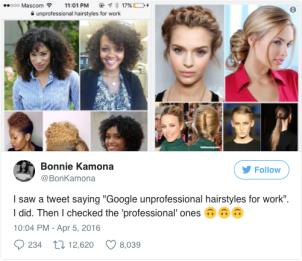 Mascom 11:01 PM 17%
unprofessional hairstyles for work
Bonnie Kamona
@BonKamona
Follow
I saw a tweet saying "Google unprofessional hairstyles for work".
I did. Then I checked the 'professional' ones 🙃🙃🙃
10:04 PM - Apr 5, 2016
234 12,620 8,039